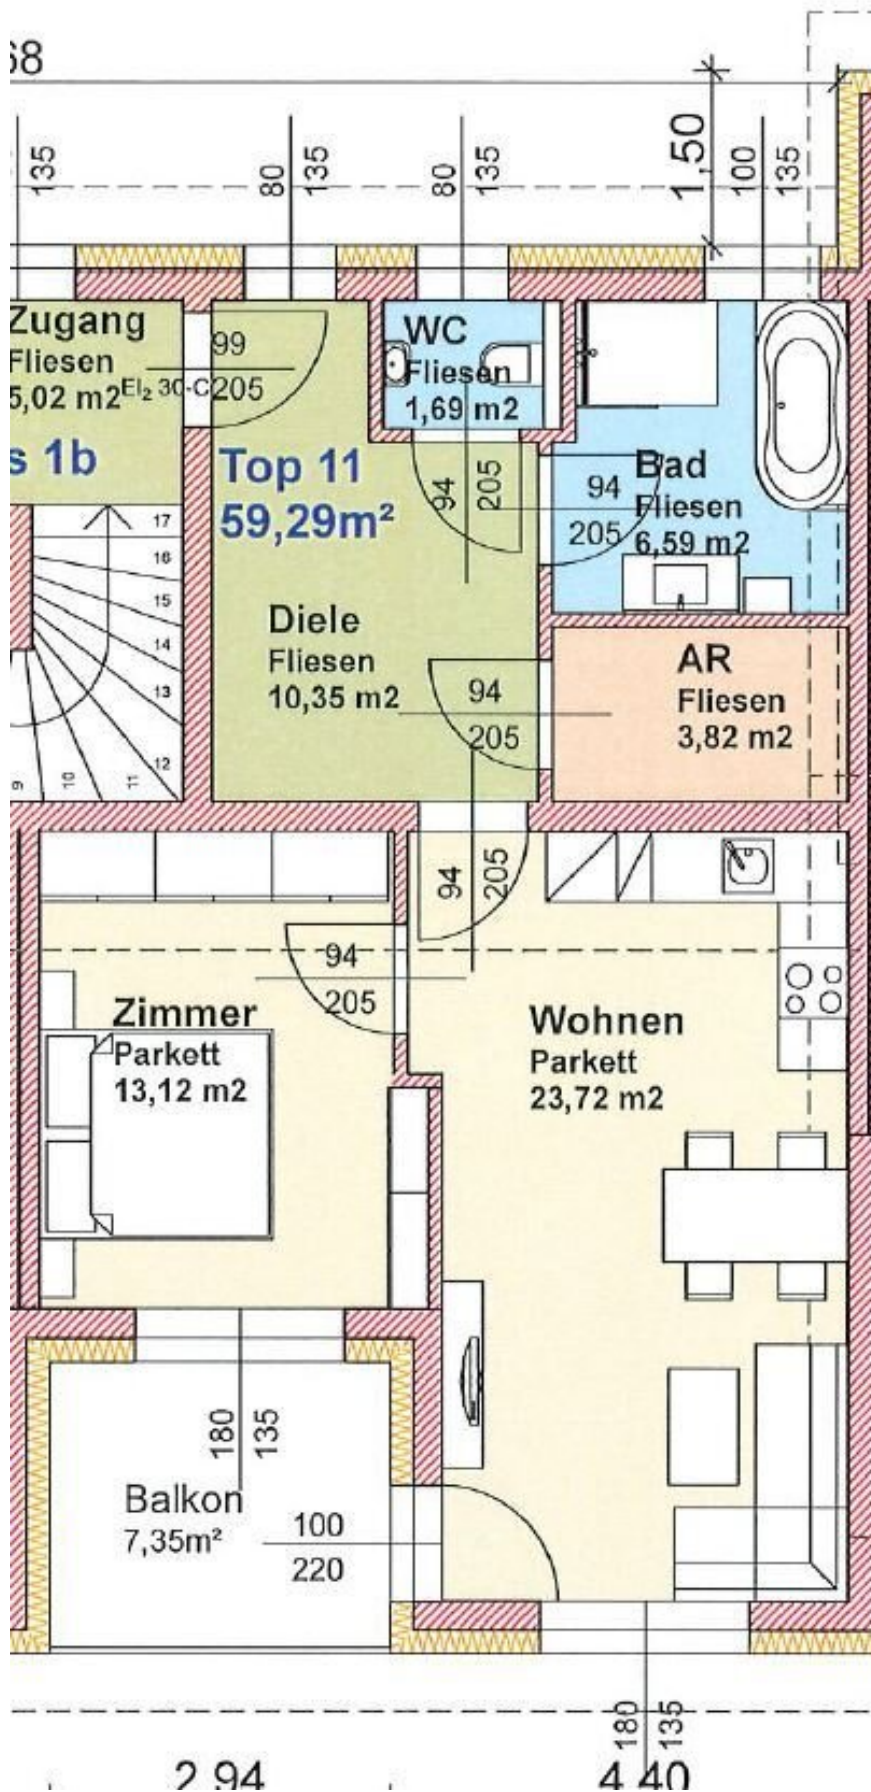 68
135
80
135
80
135
1,50
100
135
Zugang
Fliesen
5,02 m2
EI₂ 30-C
99
205
WC
Fliesen
1,69 m2
s 1b
Top 11
59,29m²
94
205
94
205
Bad
Fliesen
6,59 m2
17
16
15
14
13
12
11
10
9
Diele
Fliesen
10,35 m2
94
205
AR
Fliesen
3,82 m2
94
205
94
205
Zimmer
Parkett
13,12 m2
Wohnen
Parkett
23,72 m2
180
135
Balkon
7,35m²
100
220
180
135
2,94
4,40